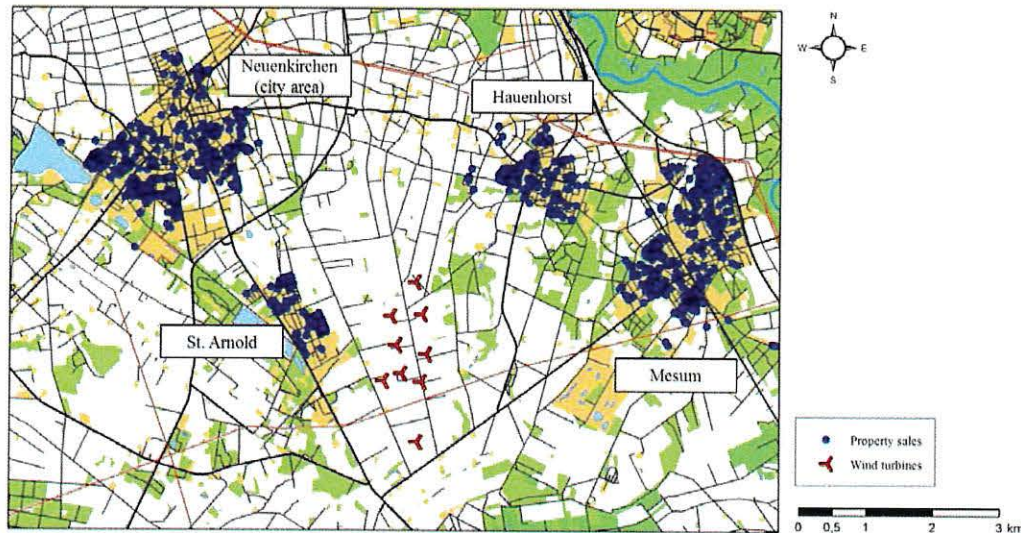 N
W E
S
Neuenkirchen
(city area)
Hauenhorst
St. Arnold
Mesum
Property sales
Wind turbines
0 0,5 1 2 3 km